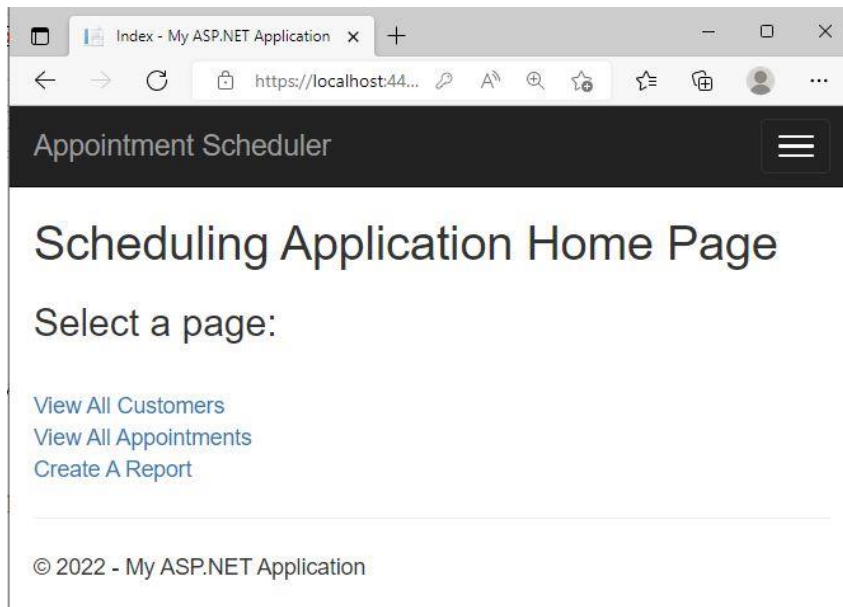 Index - My ASP.NET Application
https://localhost:44...
Appointment Scheduler
Scheduling Application Home Page
Select a page:
View All Customers
View All Appointments
Create A Report
© 2022 - My ASP.NET Application